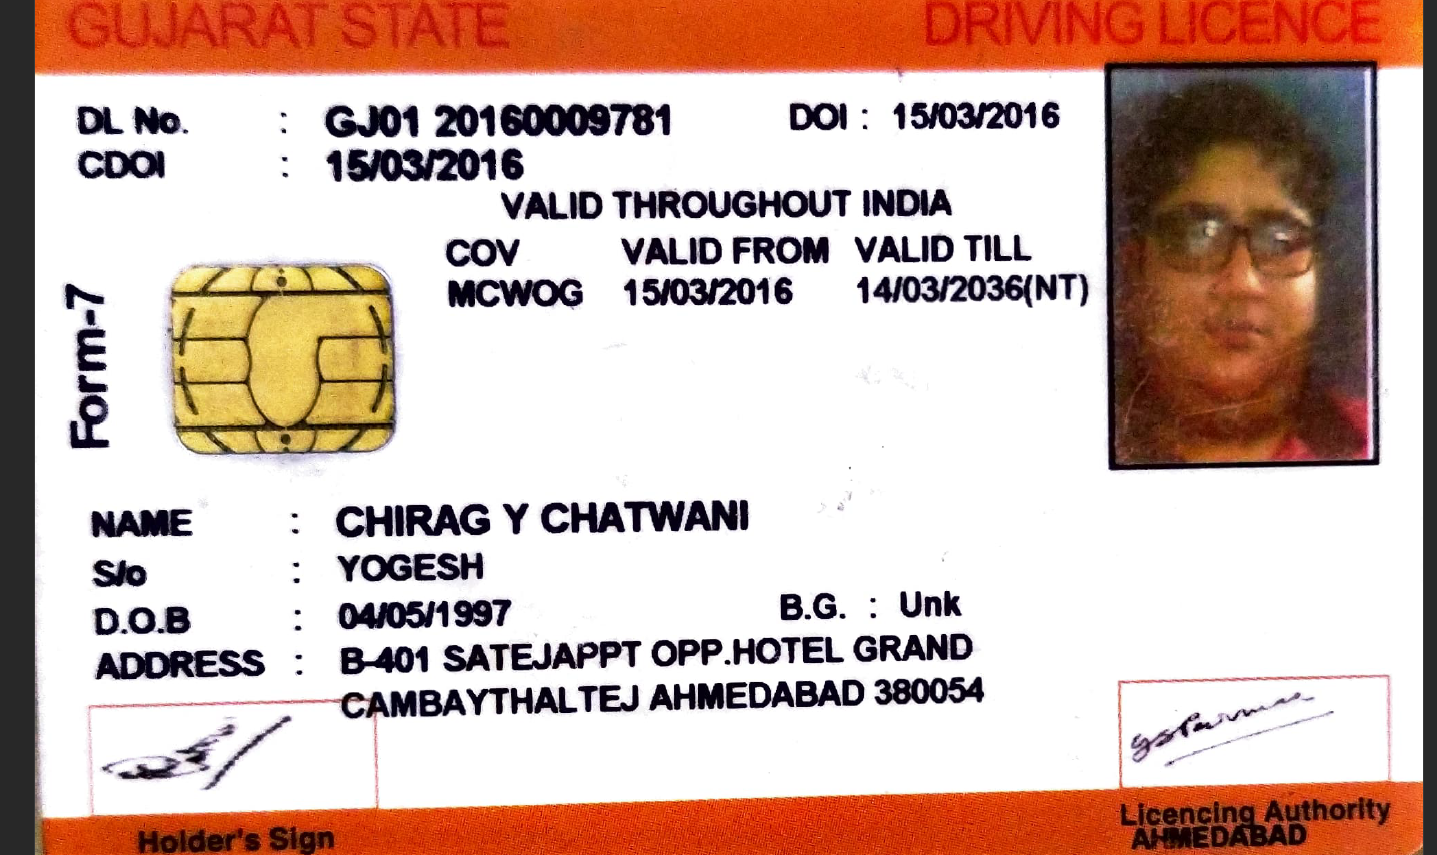 GUJARAT STATE DRIVING LICENCE
DL No. : GJ01 20160009781 DOI : 15/03/2016
CDOI : 15/03/2016
VALID THROUGHOUT INDIA
COV VALID FROM VALID TILL
MCWOG 15/03/2016 14/03/2036(NT)
Form-7
NAME : CHIRAG Y CHATWANI
S/o : YOGESH
D.O.B : 04/05/1997 B.G. : Unk
ADDRESS : B-401 SATEJAPPT OPP.HOTEL GRAND
CAMBAYTHALTEJ AHMEDABAD 380054
Holder's Sign
Licencing Authority
AHMEDABAD